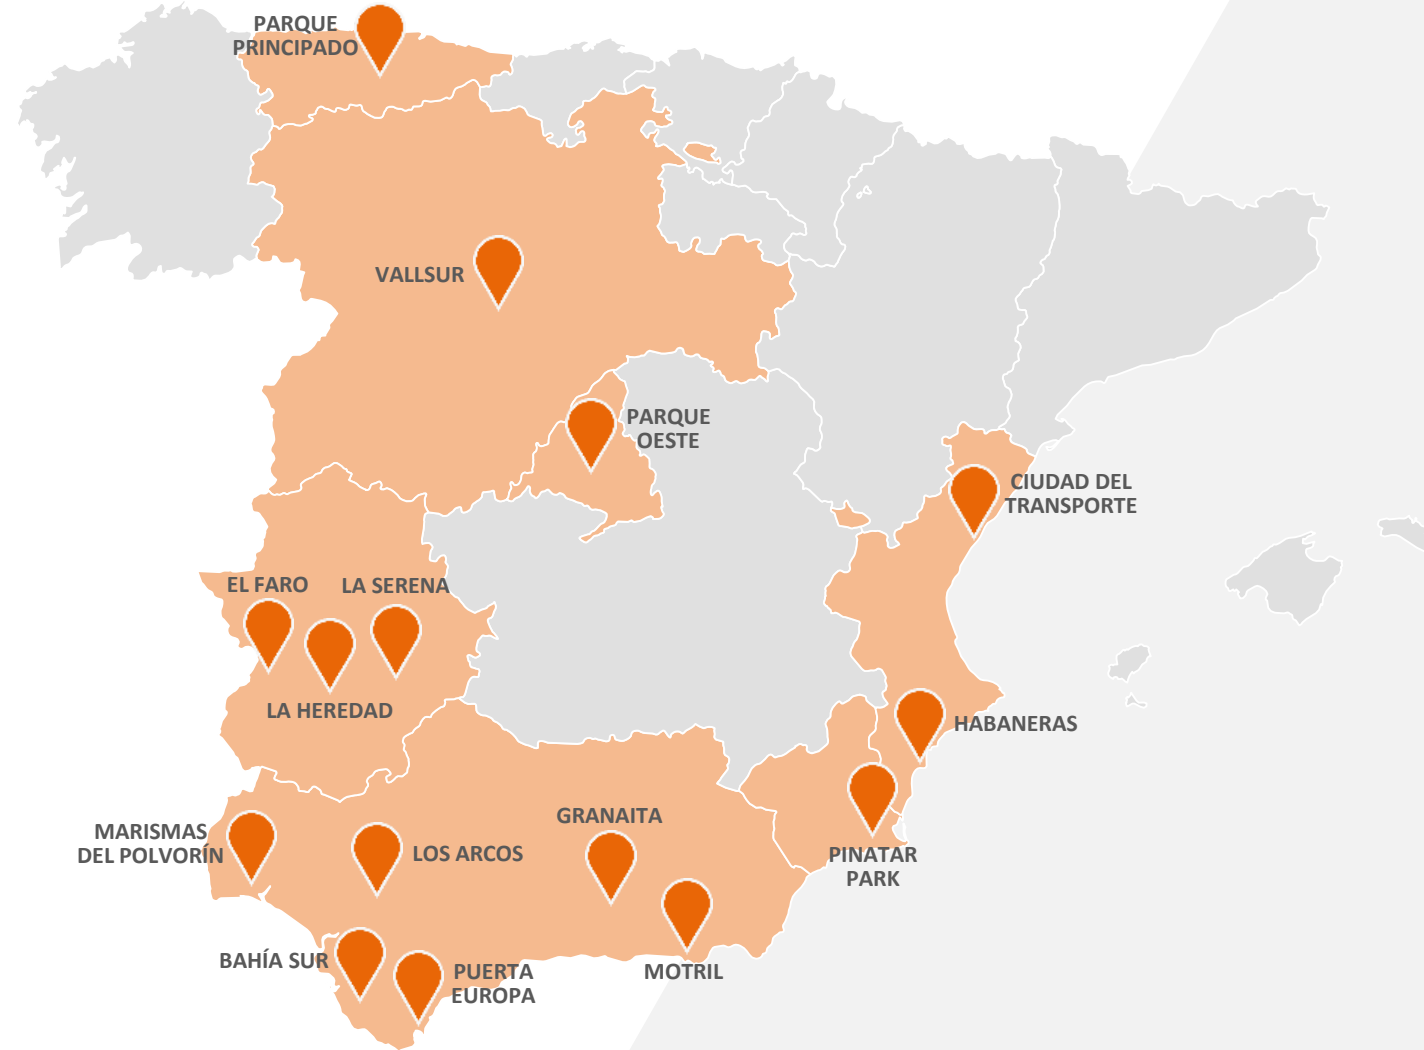 PARQUE
PRINCIPADO
VALLSUR
PARQUE
OESTE
CIUDAD DEL
TRANSPORTE
EL FARO
LA SERENA
LA HEREDAD
HABANERAS
GRANAITA
MARISMAS
DEL POLVORÍN
LOS ARCOS
PINATAR
PARK
BAHÍA SUR
PUERTA
EUROPA
MOTRIL